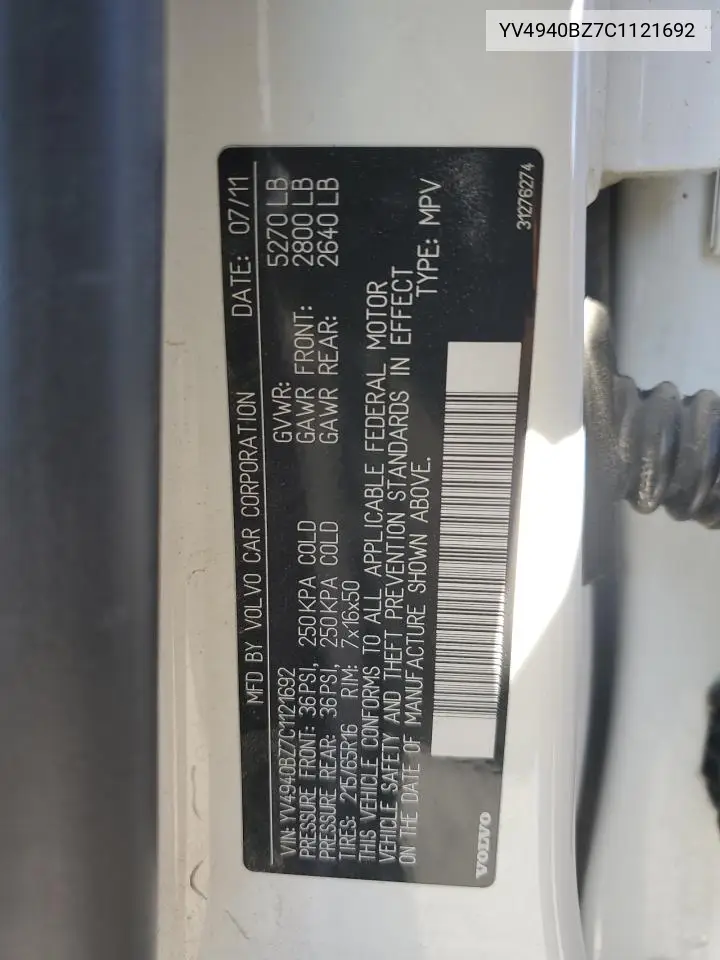 YV4940BZ7C1121692
MFD BY VOLVO CAR CORPORATION DATE: 07/11
VIN: YV4940BZ7C1121692 GVWR: 5270 LB
PRESSURE FRONT: 36PSI, 250KPA COLD GAWR FRONT: 2800 LB
PRESSURE REAR: 36PSI, 250KPA COLD GAWR REAR: 2640 LB
TIRES: 215/65R16 RIM: 7x16x50
THIS VEHICLE CONFORMS TO ALL APPLICABLE FEDERAL MOTOR
VEHICLE SAFETY AND THEFT PREVENTION STANDARDS IN EFFECT
ON THE DATE OF MANUFACTURE SHOWN ABOVE. TYPE: MPV
VOLVO 31276274